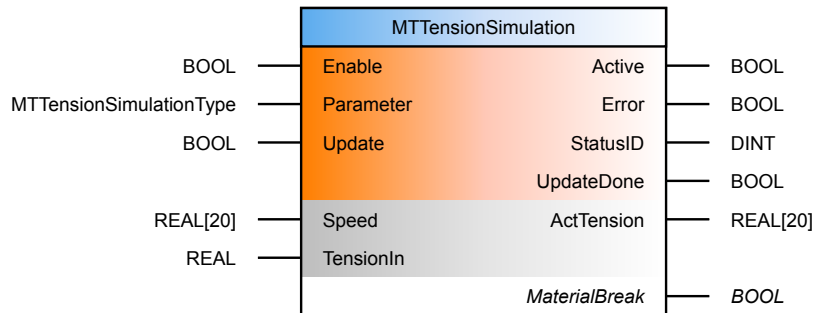 MTTensionSimulation
BOOL Enable Active BOOL
MTTensionSimulationType Parameter Error BOOL
BOOL Update StatusID DINT
UpdateDone BOOL
REAL[20] Speed ActTension REAL[20]
REAL TensionIn
MaterialBreak BOOL